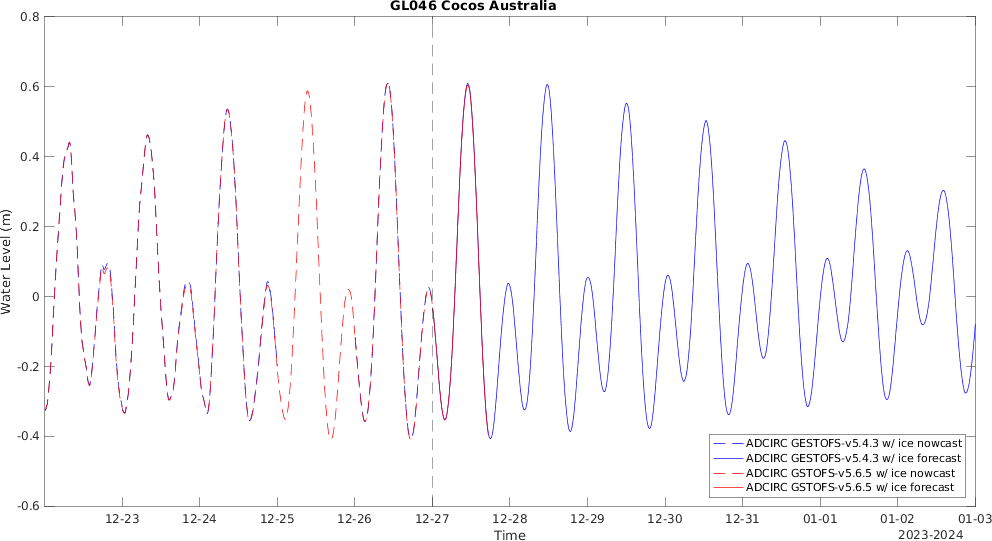 GL046 Cocos Australia
0.8
0.6
0.4
0.2
0
-0.2
-0.4
-0.6
Water Level (m)
ADCIRC GESTOFS-v5.4.3 w/ ice nowcast
ADCIRC GESTOFS-v5.4.3 w/ ice forecast
ADCIRC GSTOFS-v5.6.5 w/ ice nowcast
ADCIRC GSTOFS-v5.6.5 w/ ice forecast
12-23 12-24 12-25 12-26 12-27 12-28 12-29 12-30 12-31 01-01 01-02 01-03
Time
2023-2024